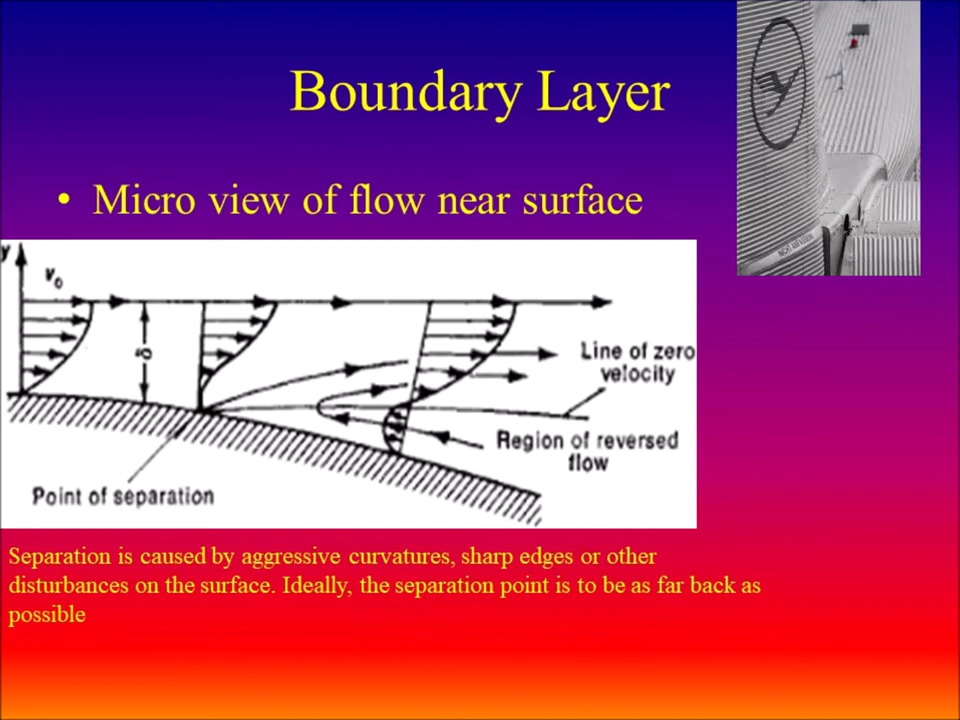 Boundary Layer
• Micro view of flow near surface
y
v₀
δ
Line of zero
velocity
Region of reversed
flow
Point of separation
Separation is caused by aggressive curvatures, sharp edges or other
disturbances on the surface. Ideally, the separation point is to be as far back as
possible